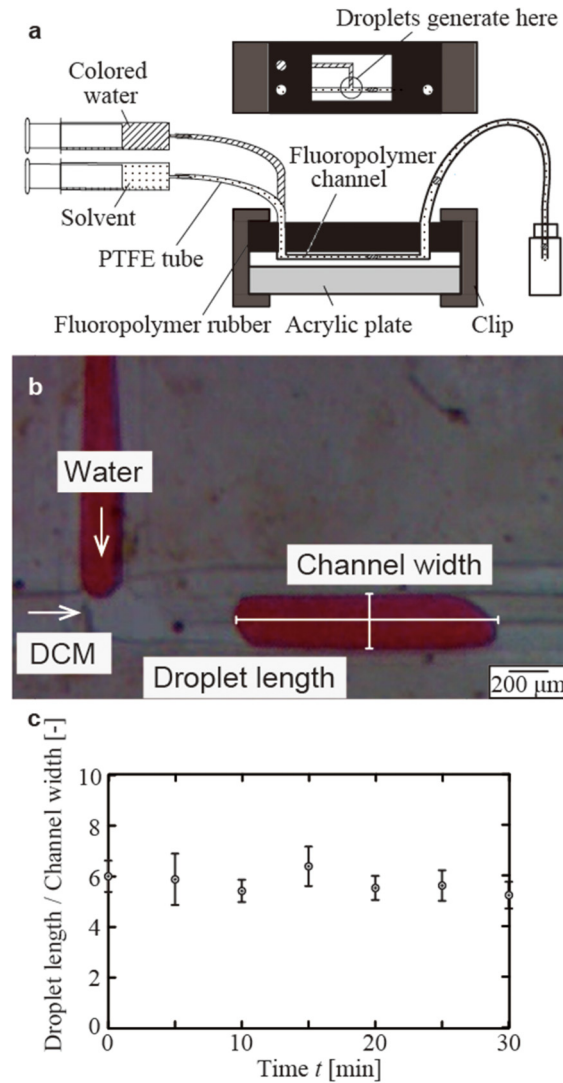 a
Droplets generate here
Colored
water
Solvent
PTFE tube
Fluoropolymer
channel
Fluoropolymer rubber
Acrylic plate
Clip
b
Water
DCM
Channel width
Droplet length
200 μm
c
Droplet length / Channel width [-]
10
8
6
4
2
0
0
10
20
30
Time t [min]